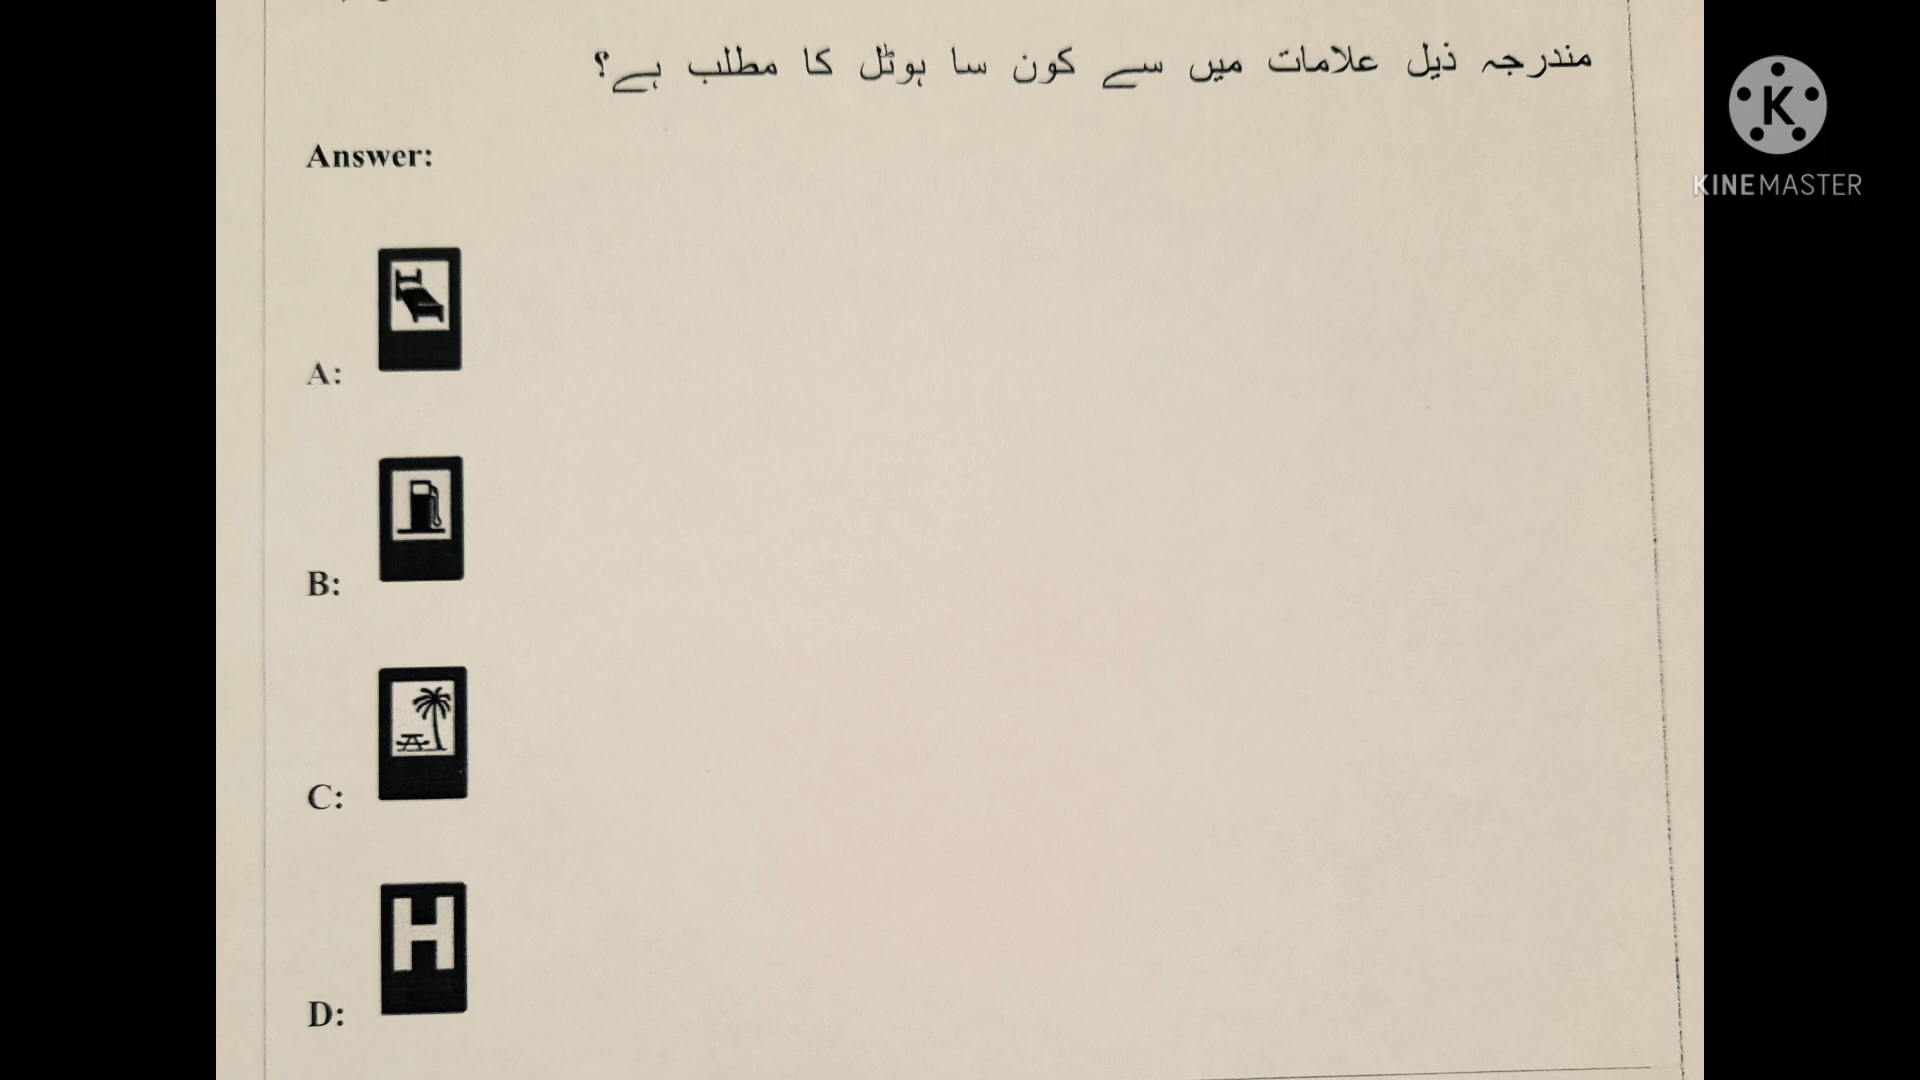 مندرجہ ذیل علامات میں سے کون سا ہوٹل کا مطلب ہے؟
Answer:
A:
B:
C:
H
D:
K
KINEMASTER